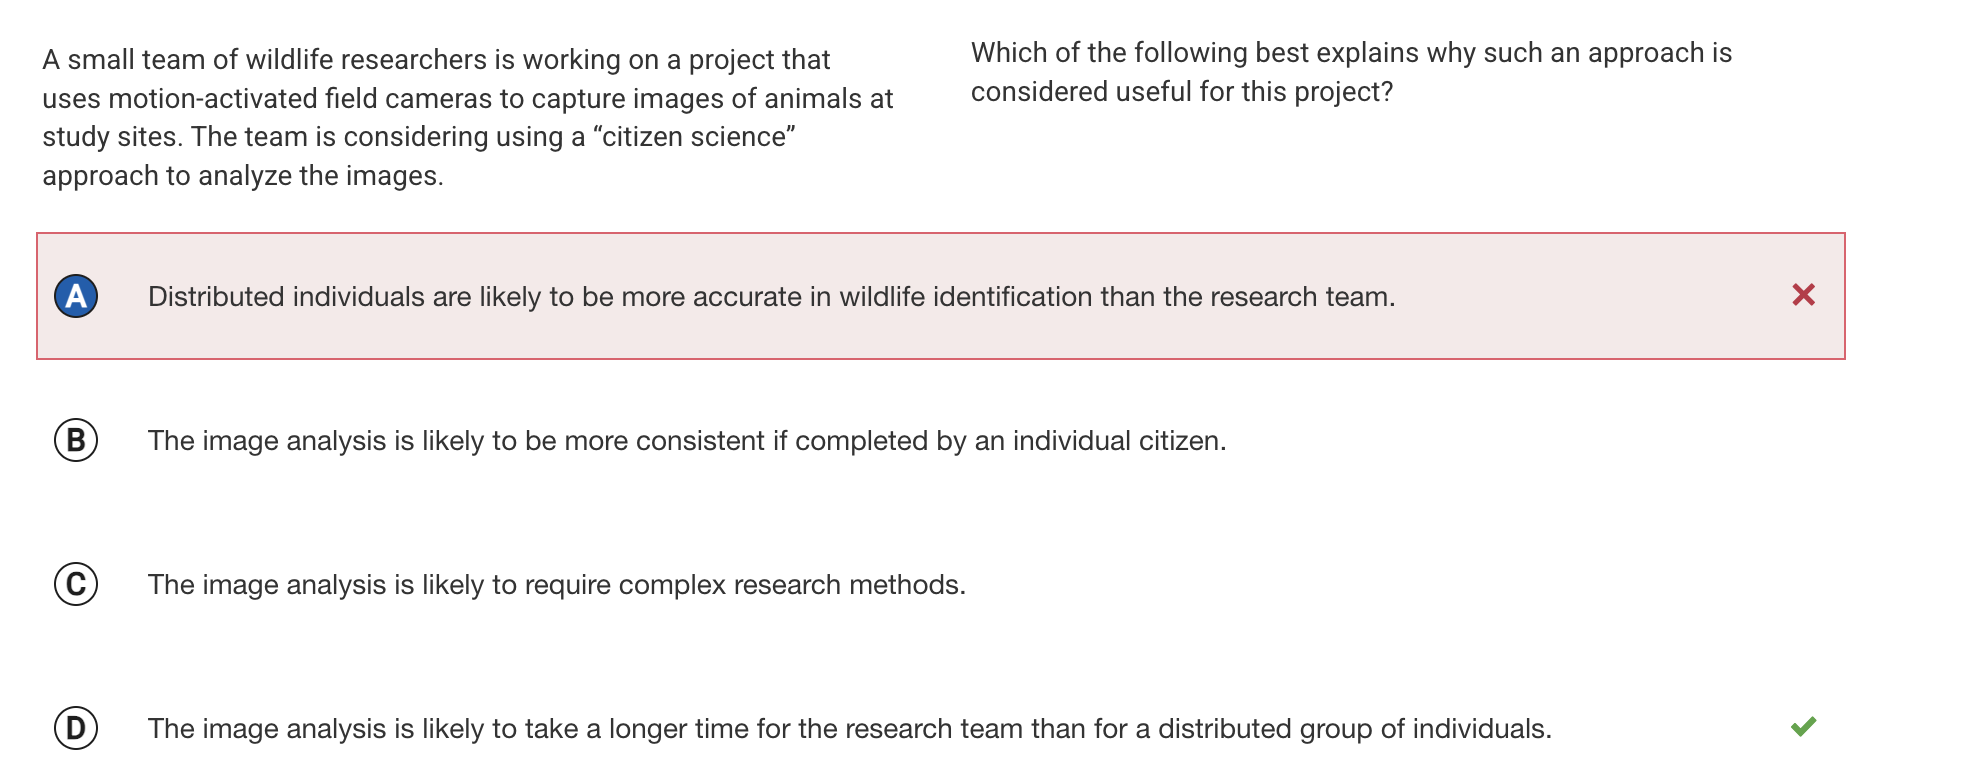 A small team of wildlife researchers is working on a project that
uses motion-activated field cameras to capture images of animals at
study sites. The team is considering using a “citizen science”
approach to analyze the images.
Which of the following best explains why such an approach is
considered useful for this project?
A Distributed individuals are likely to be more accurate in wildlife identification than the research team.
B The image analysis is likely to be more consistent if completed by an individual citizen.
C The image analysis is likely to require complex research methods.
D The image analysis is likely to take a longer time for the research team than for a distributed group of individuals.